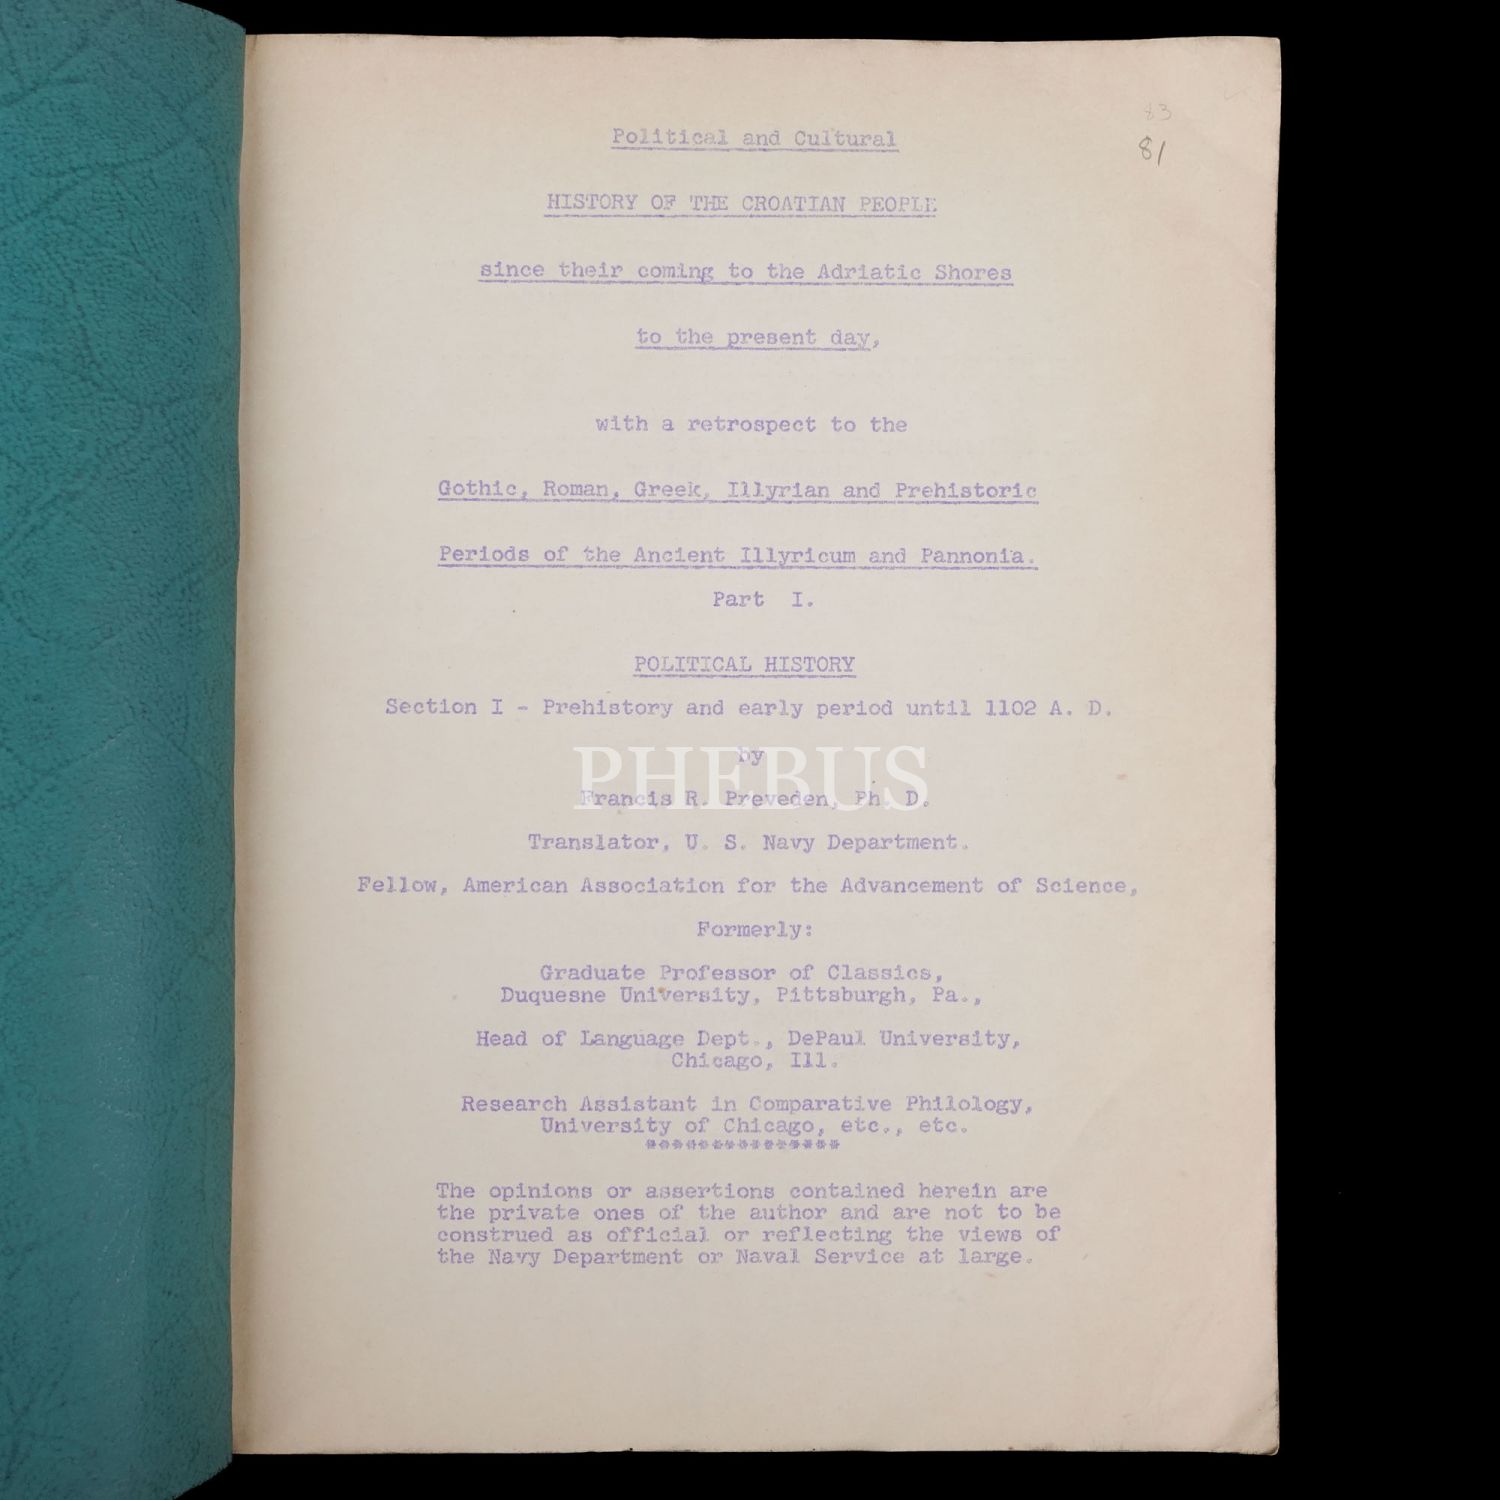 83
81
Political and Cultural
HISTORY OF THE CROATIAN PEOPLE
since their coming to the Adriatic Shores
to the present day,
with a retrospect to the
Gothic, Roman, Greek, Illyrian and Prehistoric
Periods of the Ancient Illyricum and Pannonia.
Part I.
POLITICAL HISTORY
Section I - Prehistory and early period until 1102 A. D.
by
PHEBUS
Francis R. Preveden, Ph. D.
Translator, U. S. Navy Department.
Fellow, American Association for the Advancement of Science,
Formerly:
Graduate Professor of Classics,
Duquesne University, Pittsburgh, Pa.,
Head of Language Dept., DePaul University,
Chicago, Ill.
Research Assistant in Comparative Philology,
University of Chicago, etc., etc.
***************
The opinions or assertions contained herein are
the private ones of the author and are not to be
construed as official or reflecting the views of
the Navy Department or Naval Service at large.